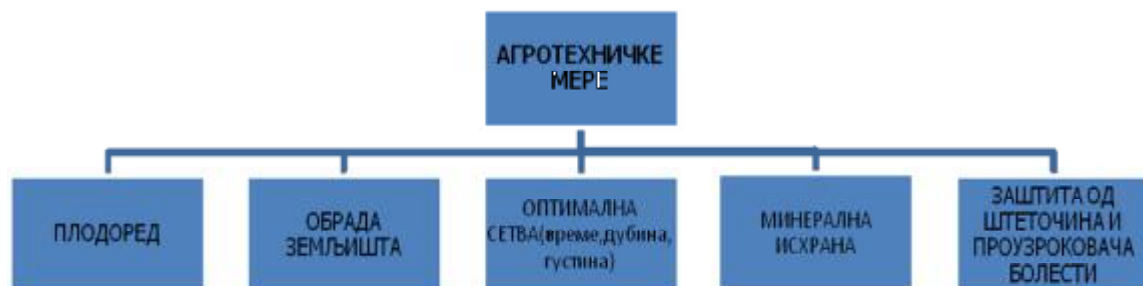 АГРОТЕХНИЧКЕ
МЕРЕ
ПЛОДОРЕД
ОБРАДА
ЗЕМЉИШТА
ОПТИМАЛНА
СЕТВА(време,дубина,
густина)
МИНЕРАЛНА
ИСХРАНА
ЗАШТИТА ОД
ШТЕТОЧИНА И
ПРОУЗРОКОВАЧА
БОЛЕСТИ